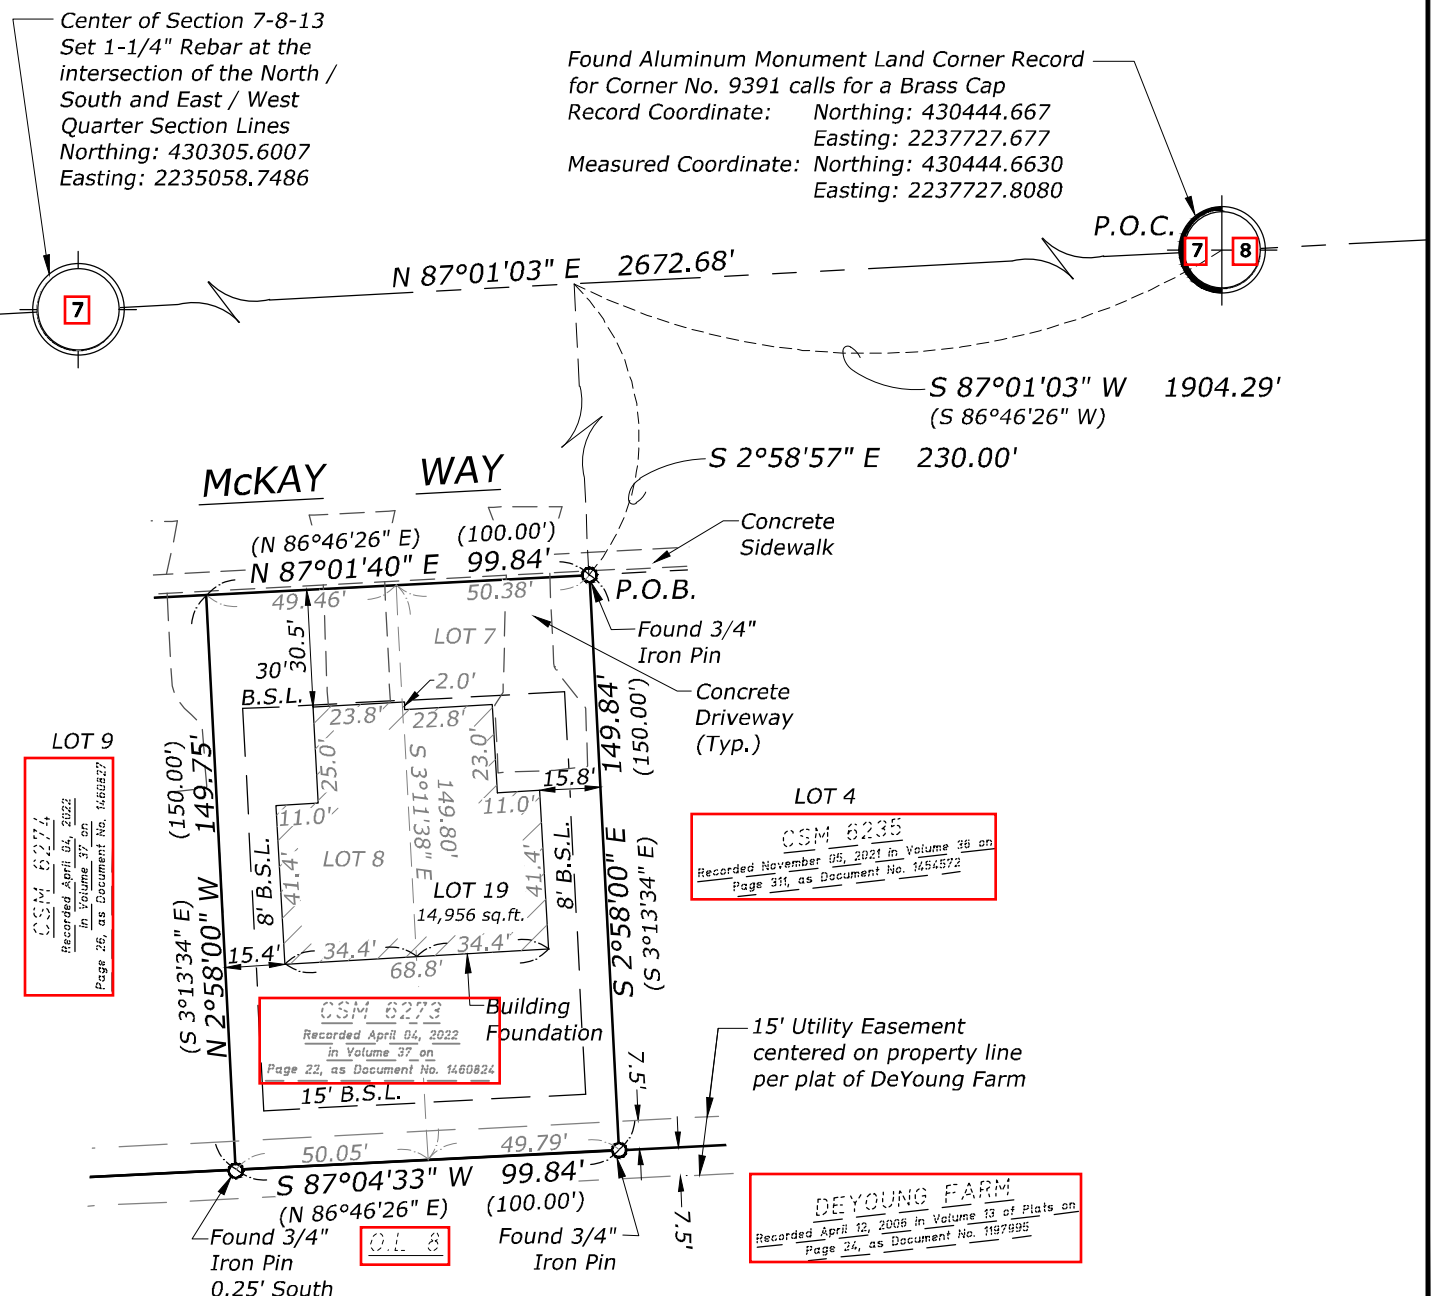 Center of Section 7-8-13
Set 1-1/4" Rebar at the
intersection of the North /
South and East / West
Quarter Section Lines
Northing: 430305.6007
Easting: 2235058.7486
Found Aluminum Monument Land Corner Record
for Corner No. 9391 calls for a Brass Cap
Record Coordinate: Northing: 430444.667
Easting: 2237727.677
Measured Coordinate: Northing: 430444.6630
Easting: 2237727.8080
P.O.C.
7 8
7
N 87°01'03" E 2672.68'
S 87°01'03" W 1904.29'
(S 86°46'26" W)
S 2°58'57" E 230.00'
McKAY WAY
Concrete
Sidewalk
(N 86°46'26" E) (100.00')
N 87°01'40" E 99.84'
P.O.B.
49.46' 50.38'
Found 3/4"
Iron Pin
LOT 7
30.5'
30'
B.S.L.
2.0'
23.8' 22.8'
Concrete
Driveway
(Typ.)
149.84'
(150.00')
LOT 9
CSM 6274
Recorded April 04, 2022
in Volume 37 on
Page 26, as Document No. 1460827
(150.00')
149.75'
25.0'
S 3°11'38" E
149.80'
23.0'
15.8'
11.0' 11.0'
LOT 4
CSM 6235
Recorded November 05, 2021 in Volume 36 on
Page 311, as Document No. 1454572
LOT 8
8' B.S.L.
41.4'
LOT 19
14,956 sq.ft.
41.4'
8' B.S.L.
S 2°58'00" E
(S 3°13'34" E)
(S 3°13'34" E)
N 2°58'00" W
15.4'
34.4' 34.4'
68.8'
CSM 6273
Recorded April 04, 2022
in Volume 37 on
Page 22, as Document No. 1460824
Building
Foundation
15' B.S.L.
7.5'
15' Utility Easement
centered on property line
per plat of DeYoung Farm
50.05' 49.79'
S 87°04'33" W 99.84'
(N 86°46'26" E) (100.00')
7.5'
DEYOUNG FARM
Recorded April 12, 2006 in Volume 13 of Plats on
Page 24, as Document No. 1197995
Found 3/4"
Iron Pin
0.25' South
O.L. 8
Found 3/4"
Iron Pin